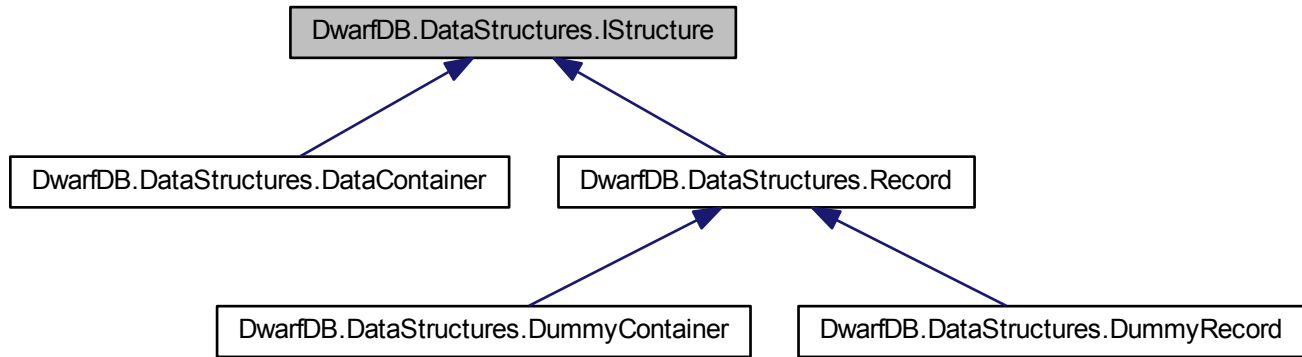 DwarfDB.DataStructures.IStructure
DwarfDB.DataStructures.DataContainer
DwarfDB.DataStructures.Record
DwarfDB.DataStructures.DummyContainer
DwarfDB.DataStructures.DummyRecord